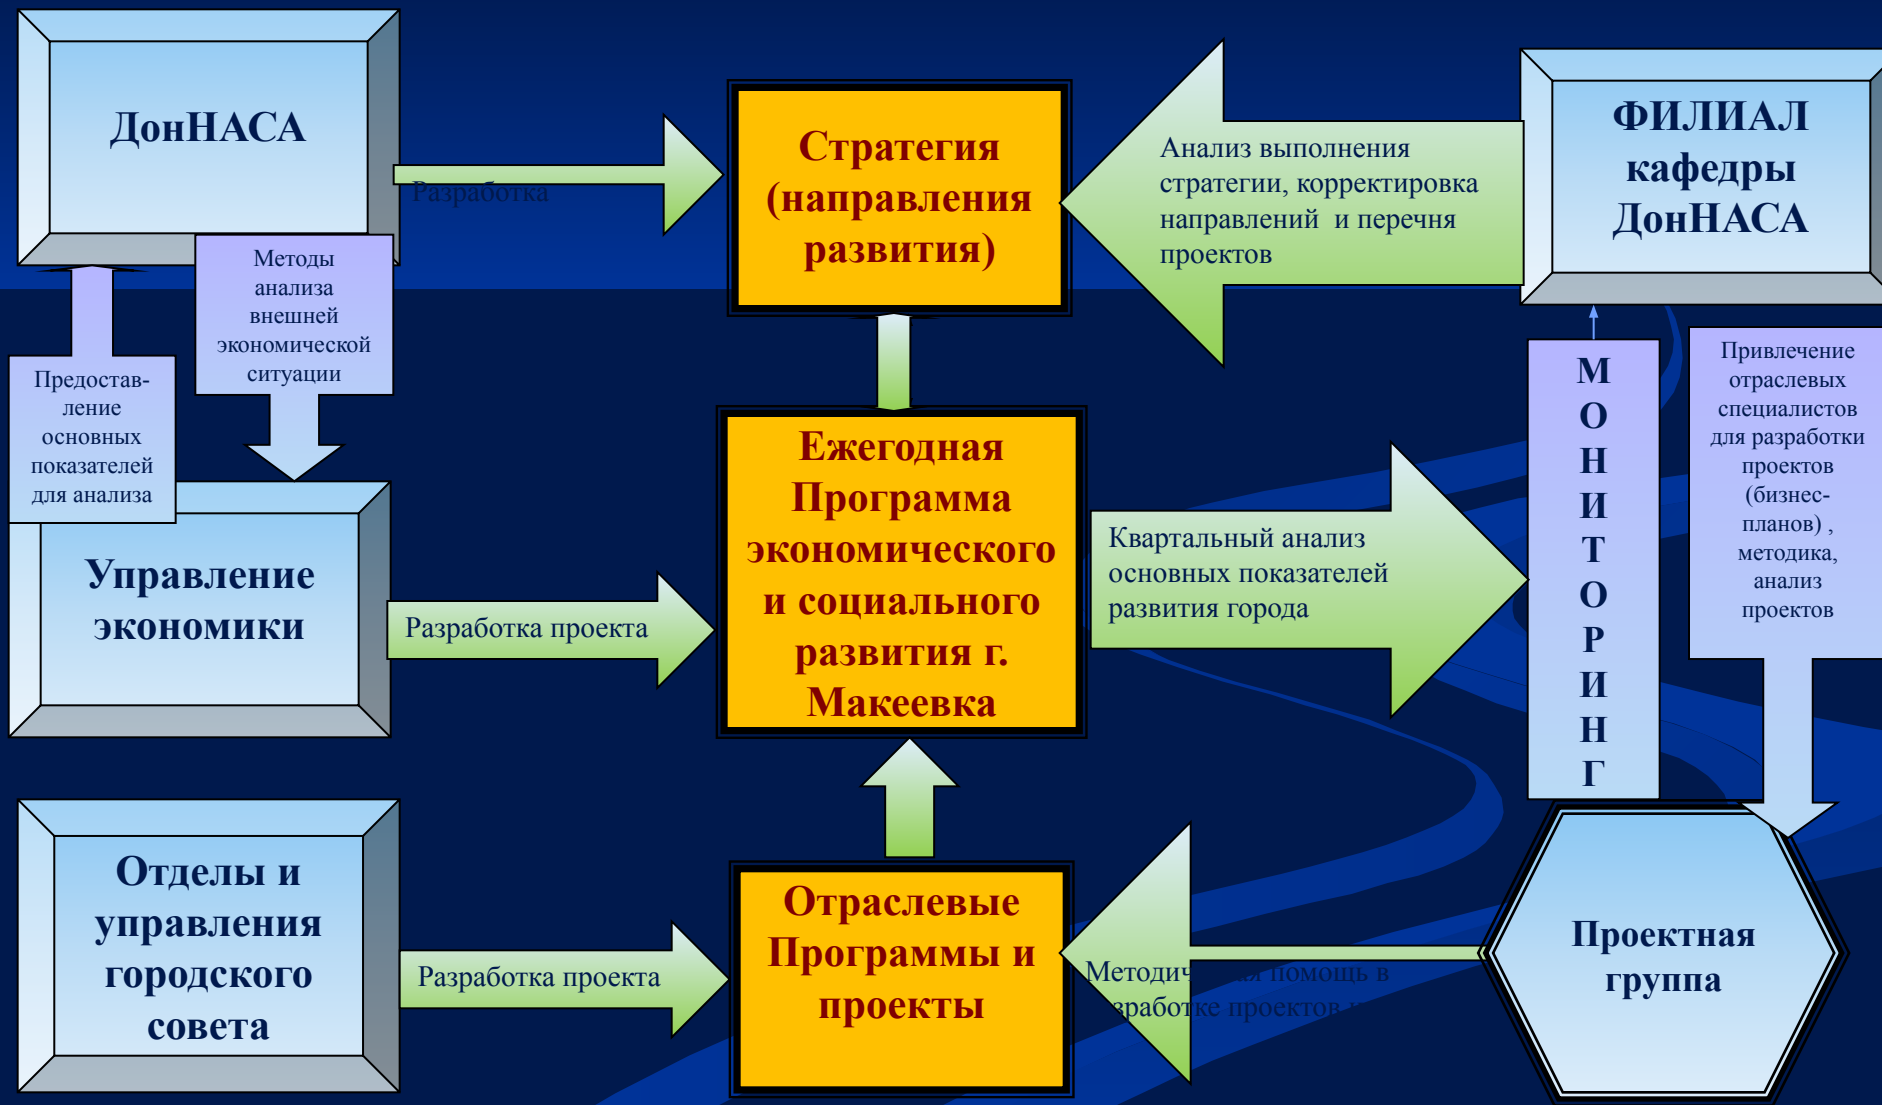 ДонНАСА
Разработка
Стратегия
(направления
развития)
Анализ выполнения
стратегии, корректировка
направлений и перечня
проектов
ФИЛИАЛ
кафедры
ДонНАСА
Методы
анализа
внешней
экономической
ситуации
Предостав-
ление
основных
показателей
для анализа
Управление
экономики
Разработка проекта
Ежегодная
Программа
экономического
и социального
развития г.
Макеевка
Квартальный анализ
основных показателей
развития города
М
О
Н
И
Т
О
Р
И
Н
Г
Привлечение
отраслевых
специалистов
для разработки
проектов
(бизнес-
планов) ,
методика,
анализ
проектов
Отделы и
управления
городского
совета
Разработка проекта
Отраслевые
Программы и
проекты
Методическая помощь в
разработке проектов
Проектная
группа